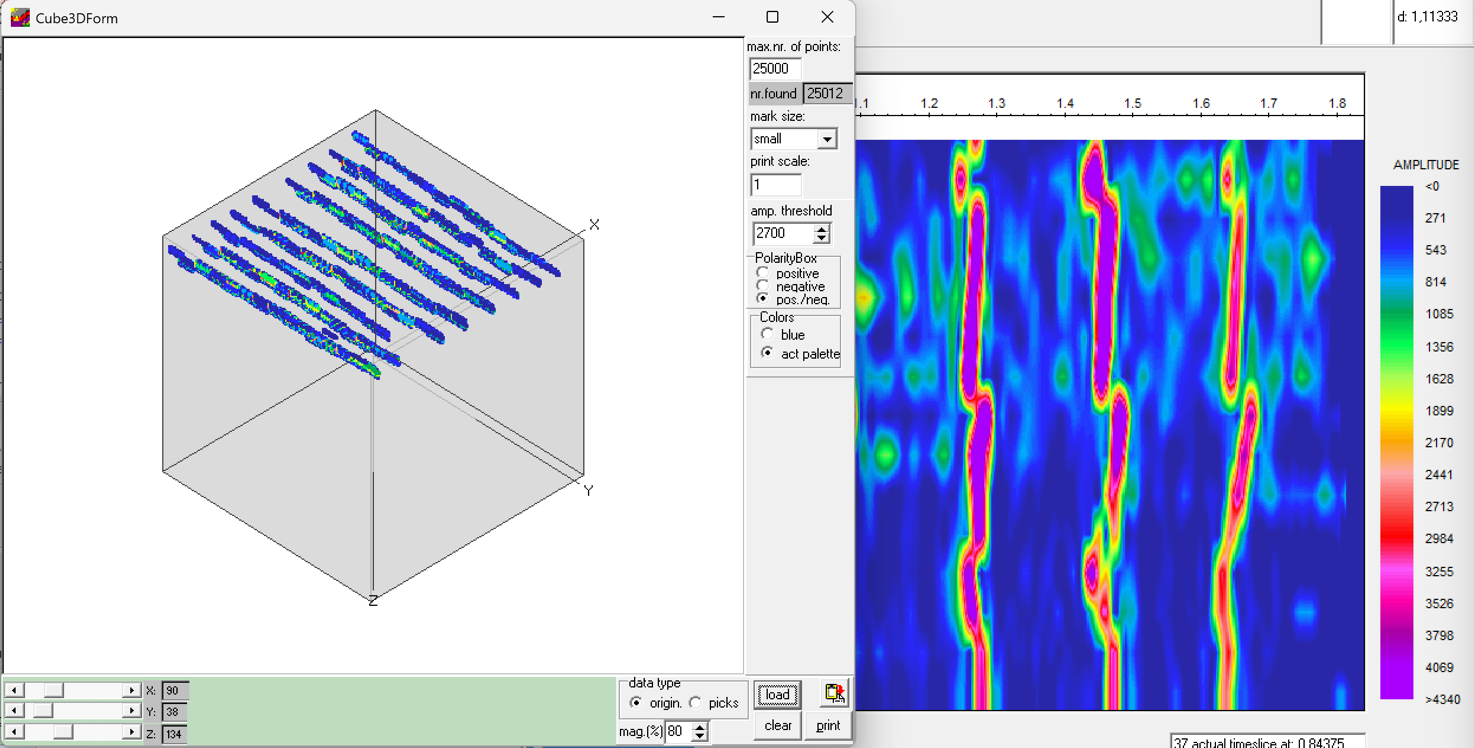 Cube3DForm
d: 1,11333
max.nr. of points:
25000
nr.found 25012
mark size:
small
print scale:
1
amp. threshold
2700
PolarityBox
positive
negative
pos./neg.
Colors
blue
act palette
X
Y
Z
1.2 1.3 1.4 1.5 1.6 1.7 1.8
AMPLITUDE
<0
271
543
814
1085
1356
1628
1899
2170
2441
2713
2984
3255
3526
3798
4069
>4340
X: 90
Y: 38
Z: 134
data type
origin. picks
mag.(%) 80
load
clear print
37 actual timeslice at: 0.84375